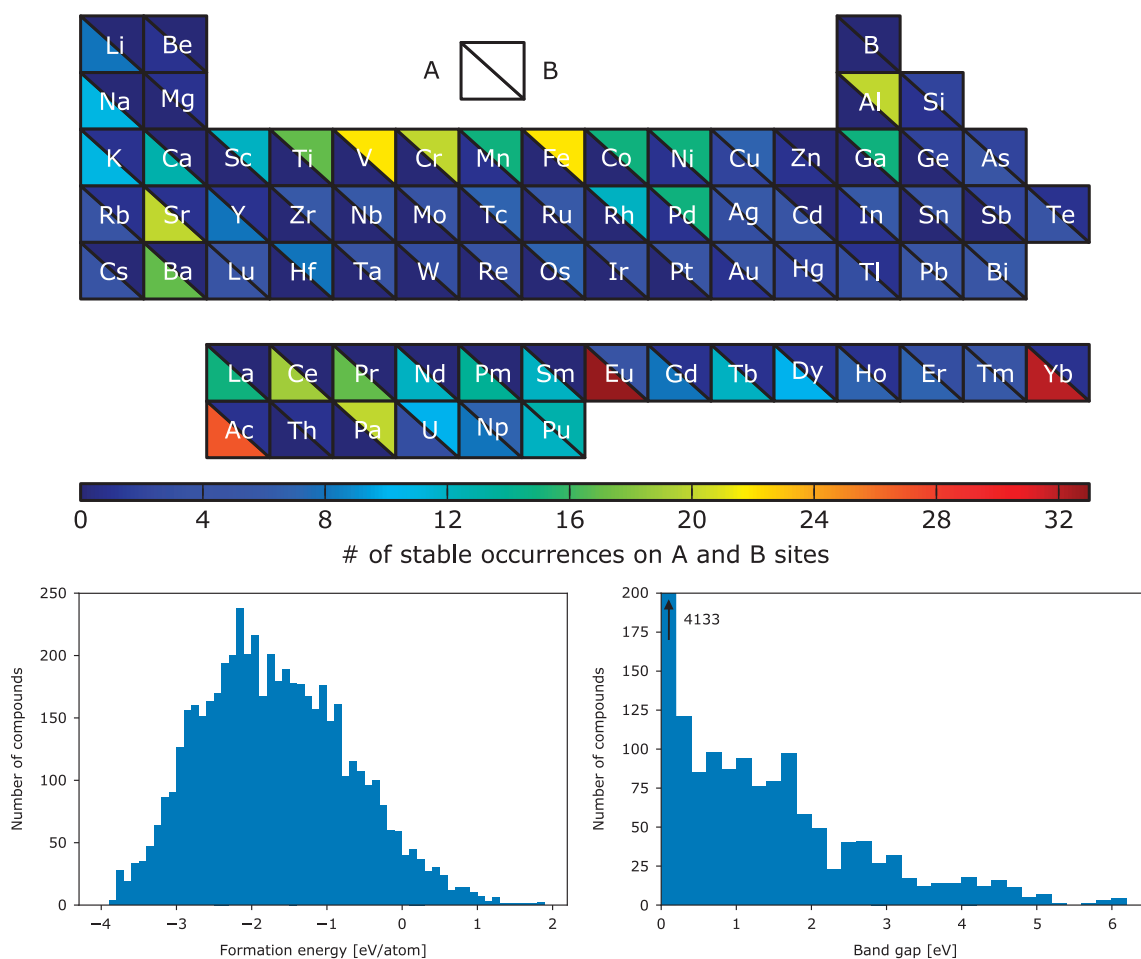 Li Be B
A B
Na Mg Al Si
K Ca Sc Ti V Cr Mn Fe Co Ni Cu Zn Ga Ge As
Rb Sr Y Zr Nb Mo Tc Ru Rh Pd Ag Cd In Sn Sb Te
Cs Ba Lu Hf Ta W Re Os Ir Pt Au Hg Tl Pb Bi
La Ce Pr Nd Pm Sm Eu Gd Tb Dy Ho Er Tm Yb
Ac Th Pa U Np Pu
0 4 8 12 16 20 24 28 32
# of stable occurrences on A and B sites
Number of compounds
250
200
150
100
50
0
−4 −3 −2 −1 0 1 2
Formation energy [eV/atom]
Number of compounds
200
175
150
125
100
75
50
25
0
4133
0 1 2 3 4 5 6
Band gap [eV]